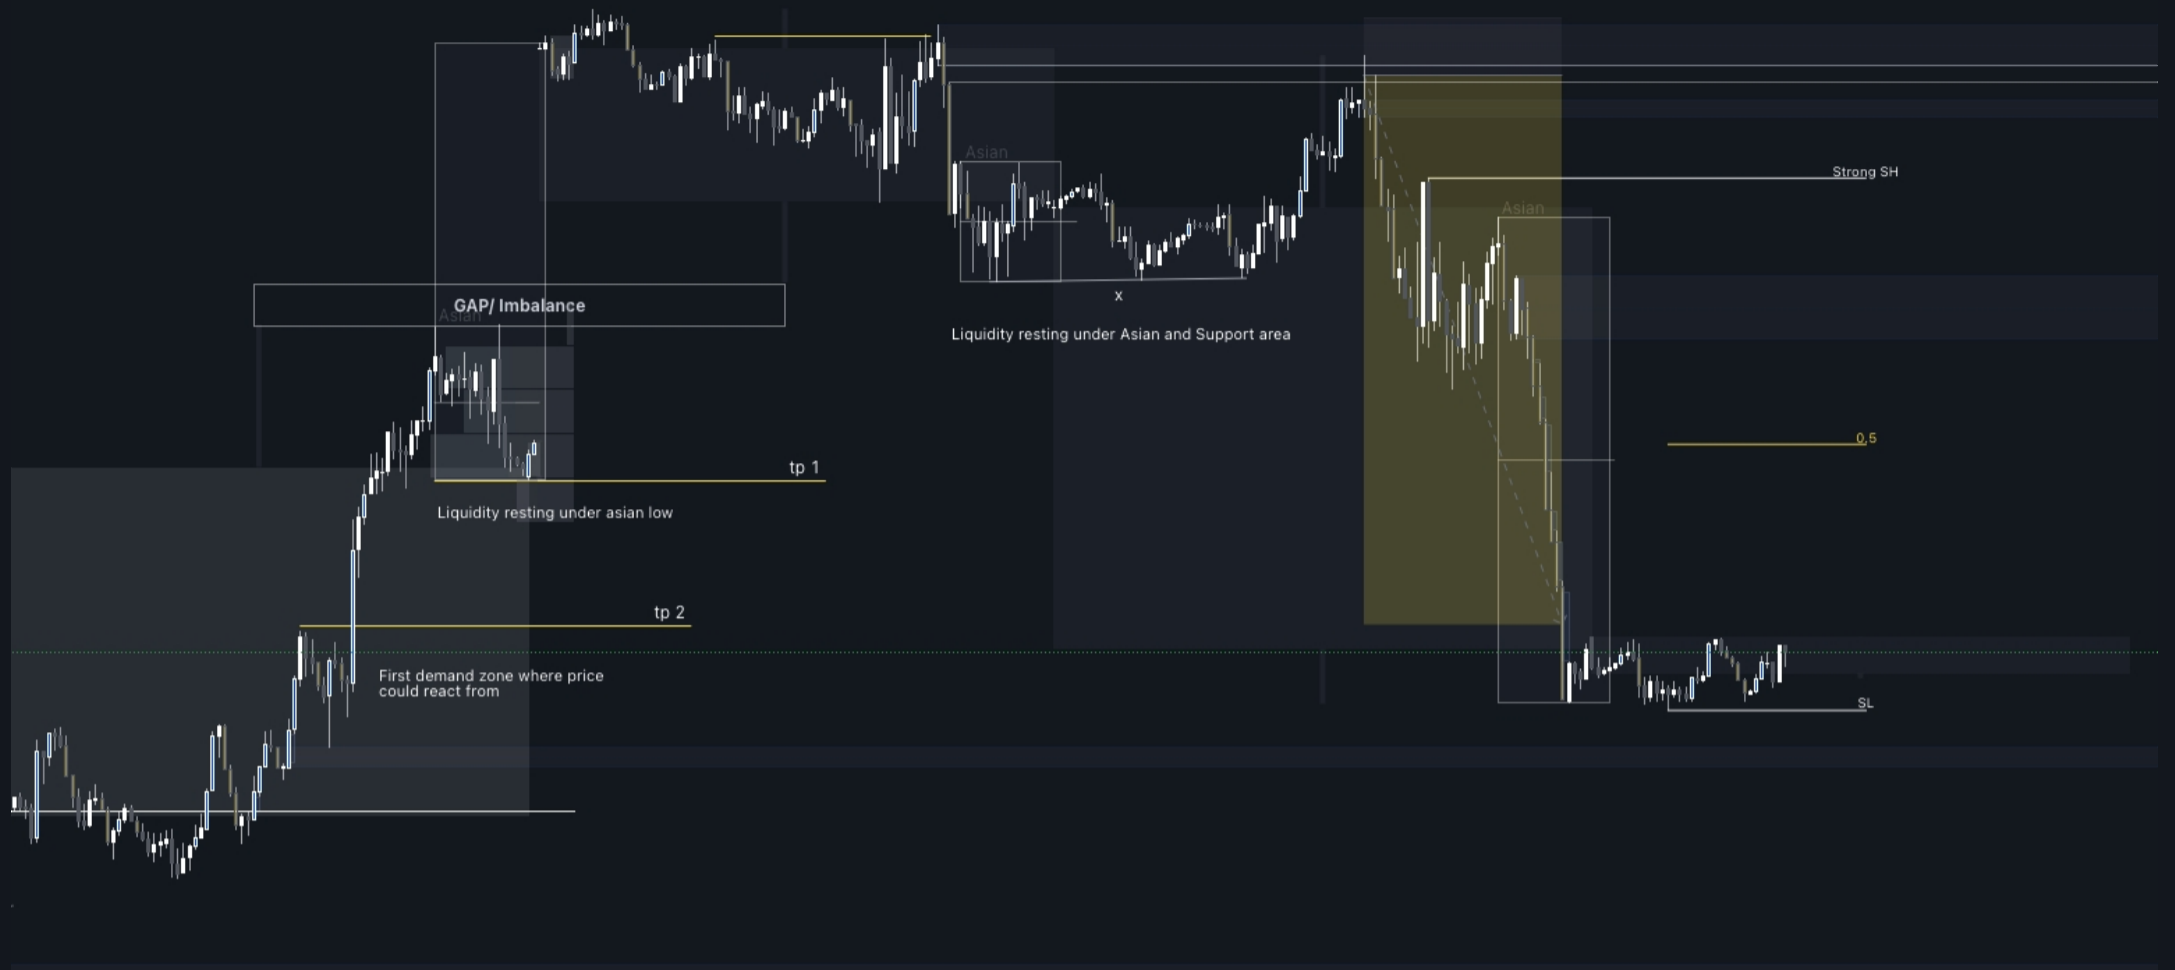 Asian
Strong SH
Asian
GAP/ Imbalance
Asian
x
Liquidity resting under Asian and Support area
0.5
tp 1
Liquidity resting under asian low
tp 2
First demand zone where price
could react from
SL